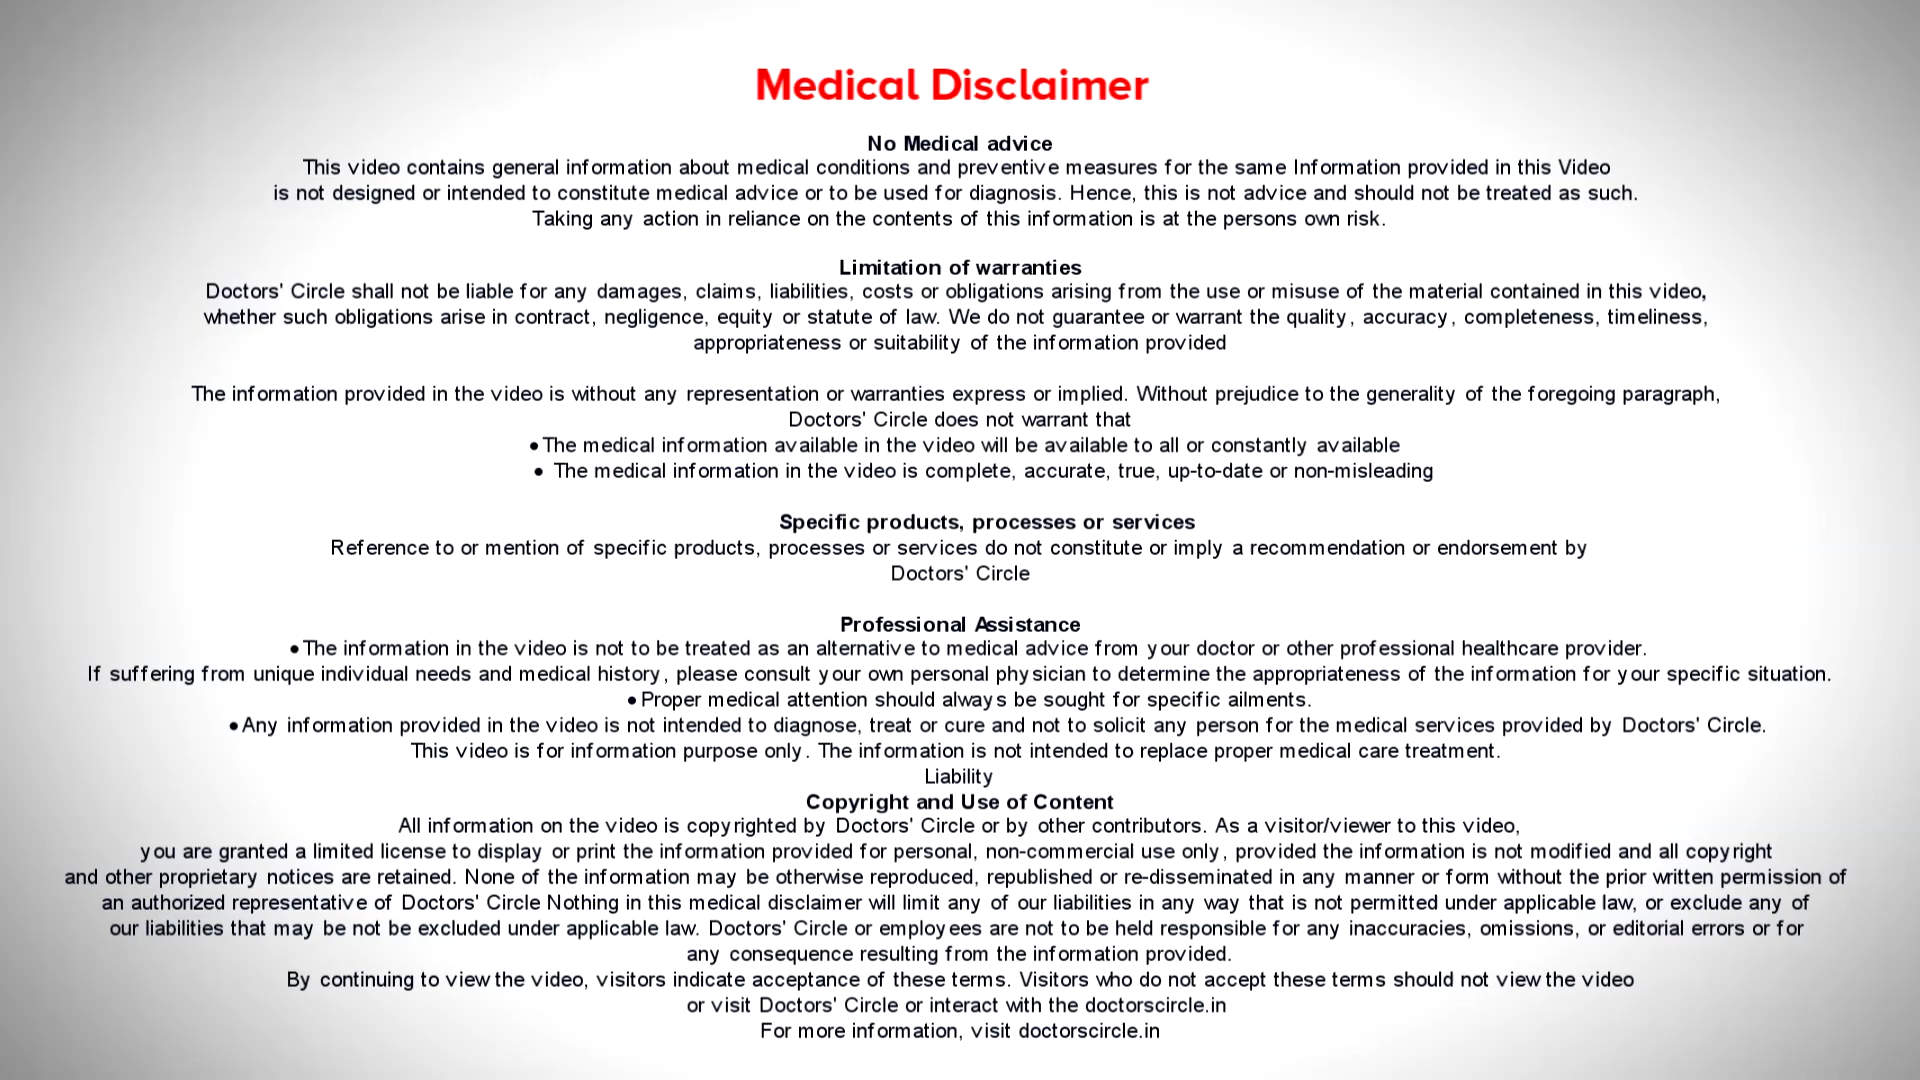 Medical Disclaimer
No Medical advice
This video contains general information about medical conditions and preventive measures for the same Information provided in this Video
is not designed or intended to constitute medical advice or to be used for diagnosis. Hence, this is not advice and should not be treated as such.
Taking any action in reliance on the contents of this information is at the persons own risk.
Limitation of warranties
Doctors' Circle shall not be liable for any damages, claims, liabilities, costs or obligations arising from the use or misuse of the material contained in this video,
whether such obligations arise in contract, negligence, equity or statute of law. We do not guarantee or warrant the quality, accuracy, completeness, timeliness,
appropriateness or suitability of the information provided
The information provided in the video is without any representation or warranties express or implied. Without prejudice to the generality of the foregoing paragraph,
Doctors' Circle does not warrant that
• The medical information available in the video will be available to all or constantly available
• The medical information in the video is complete, accurate, true, up-to-date or non-misleading
Specific products, processes or services
Reference to or mention of specific products, processes or services do not constitute or imply a recommendation or endorsement by
Doctors' Circle
Professional Assistance
• The information in the video is not to be treated as an alternative to medical advice from your doctor or other professional healthcare provider.
If suffering from unique individual needs and medical history, please consult your own personal physician to determine the appropriateness of the information for your specific situation.
• Proper medical attention should always be sought for specific ailments.
• Any information provided in the video is not intended to diagnose, treat or cure and not to solicit any person for the medical services provided by Doctors' Circle.
This video is for information purpose only. The information is not intended to replace proper medical care treatment.
Liability
Copyright and Use of Content
All information on the video is copyrighted by Doctors' Circle or by other contributors. As a visitor/viewer to this video,
you are granted a limited license to display or print the information provided for personal, non-commercial use only, provided the information is not modified and all copyright
and other proprietary notices are retained. None of the information may be otherwise reproduced, republished or re-disseminated in any manner or form without the prior written permission of
an authorized representative of Doctors' Circle Nothing in this medical disclaimer will limit any of our liabilities in any way that is not permitted under applicable law, or exclude any of
our liabilities that may be not be excluded under applicable law. Doctors' Circle or employees are not to be held responsible for any inaccuracies, omissions, or editorial errors or for
any consequence resulting from the information provided.
By continuing to view the video, visitors indicate acceptance of these terms. Visitors who do not accept these terms should not view the video
or visit Doctors' Circle or interact with the doctorscircle.in
For more information, visit doctorscircle.in